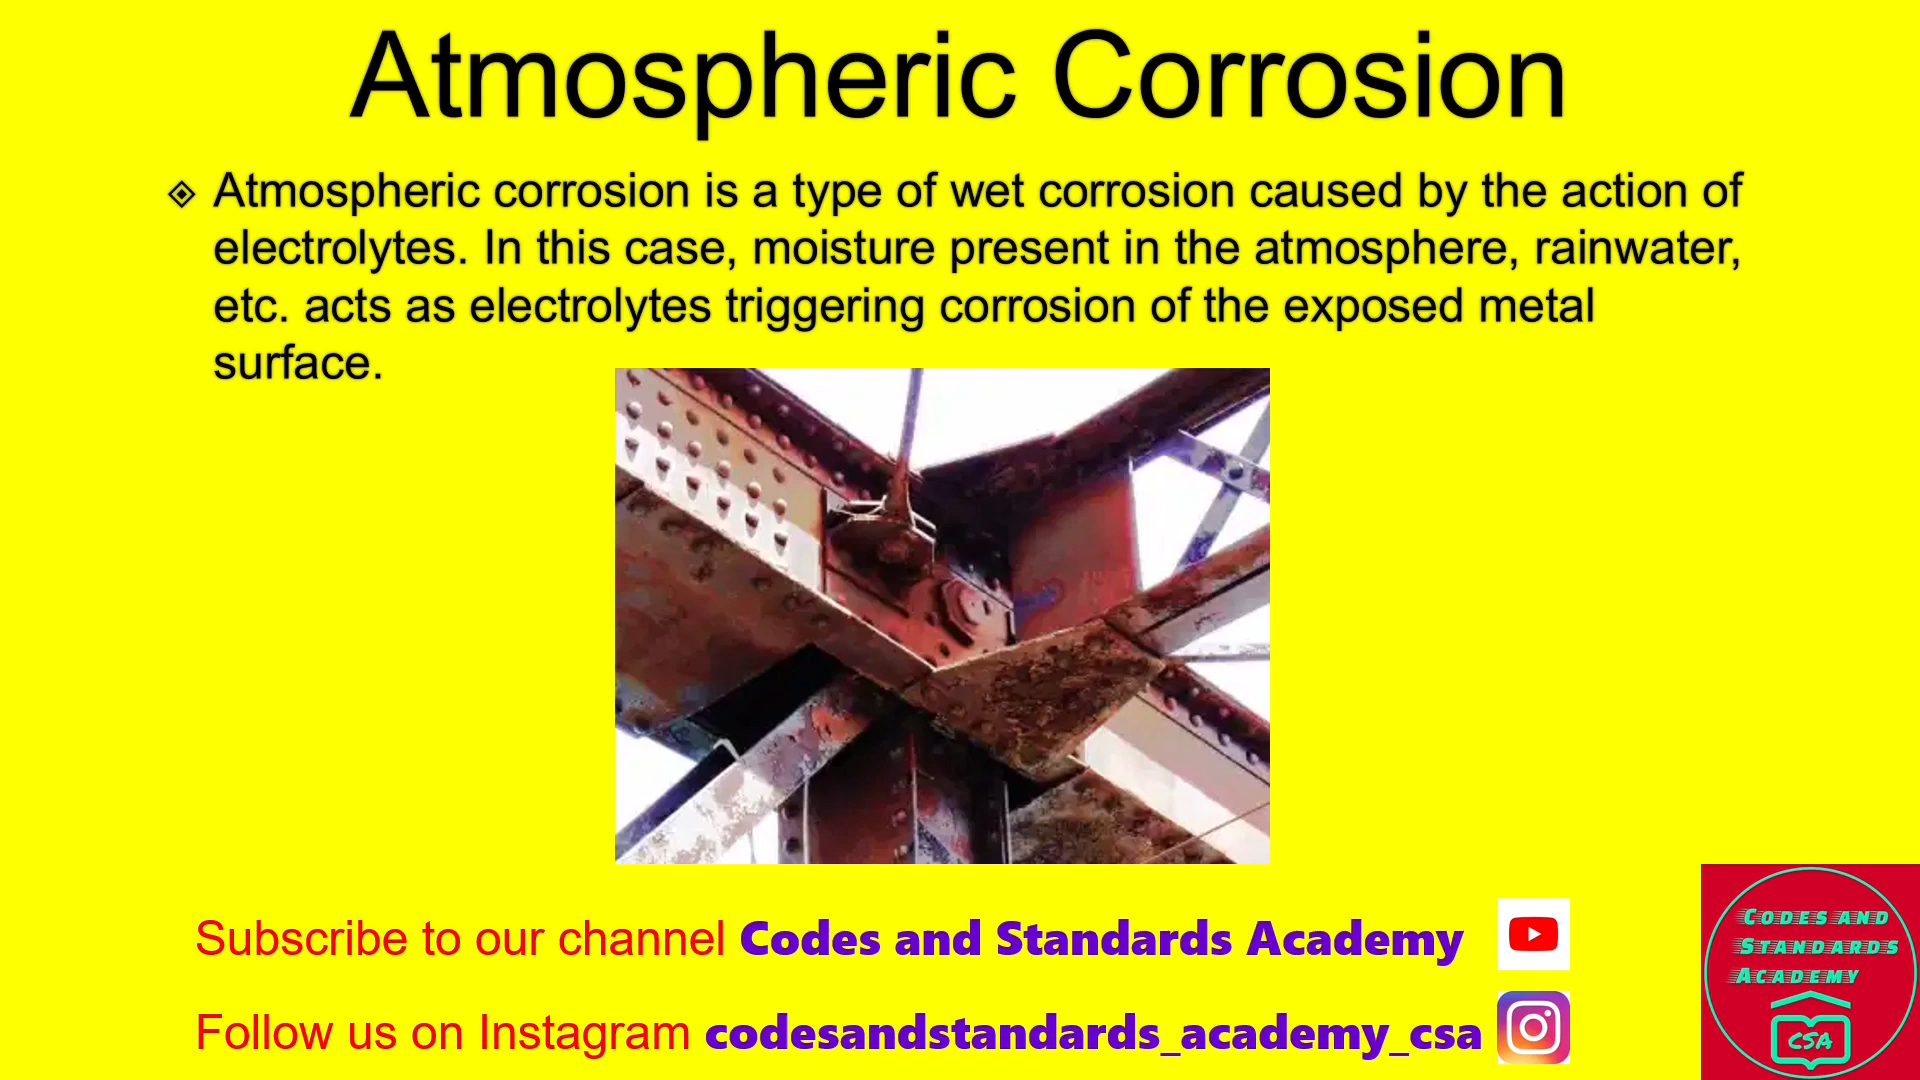 Atmospheric Corrosion
Atmospheric corrosion is a type of wet corrosion caused by the action of
electrolytes. In this case, moisture present in the atmosphere, rainwater,
etc. acts as electrolytes triggering corrosion of the exposed metal
surface.
Subscribe to our channel Codes and Standards Academy
Follow us on Instagram codesandstandards_academy_csa
CODES AND
STANDARDS
ACADEMY
CSA